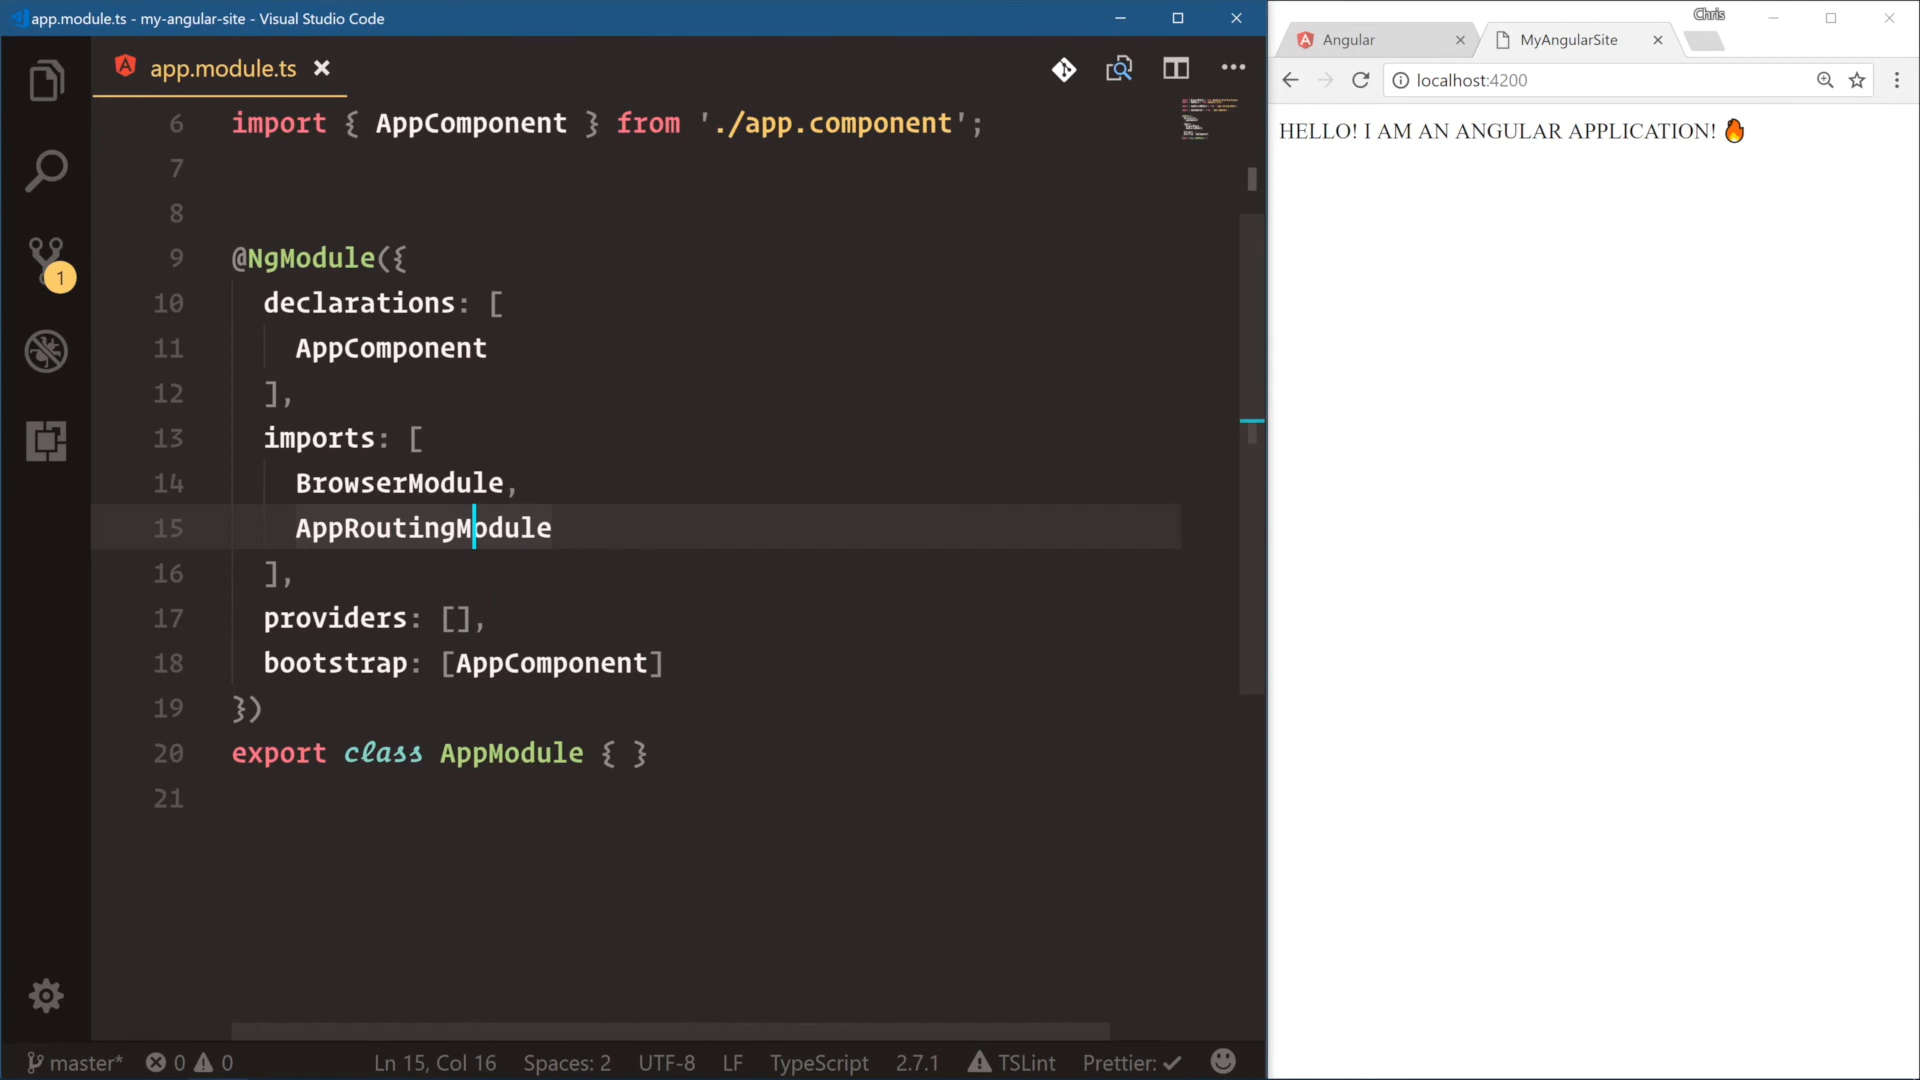 app.module.ts - my-angular-site - Visual Studio Code
app.module.ts
6 import { AppComponent } from './app.component';
7
8
9 @NgModule({
10 declarations: [
11 AppComponent
12 ],
13 imports: [
14 BrowserModule,
15 AppRoutingModule
16 ],
17 providers: [],
18 bootstrap: [AppComponent]
19 })
20 export class AppModule { }
21
1
master* 0 0 Ln 15, Col 16 Spaces: 2 UTF-8 LF TypeScript 2.7.1 TSLint Prettier: ✓
Chris
Angular MyAngularSite
localhost:4200
HELLO! I AM AN ANGULAR APPLICATION! 🔥